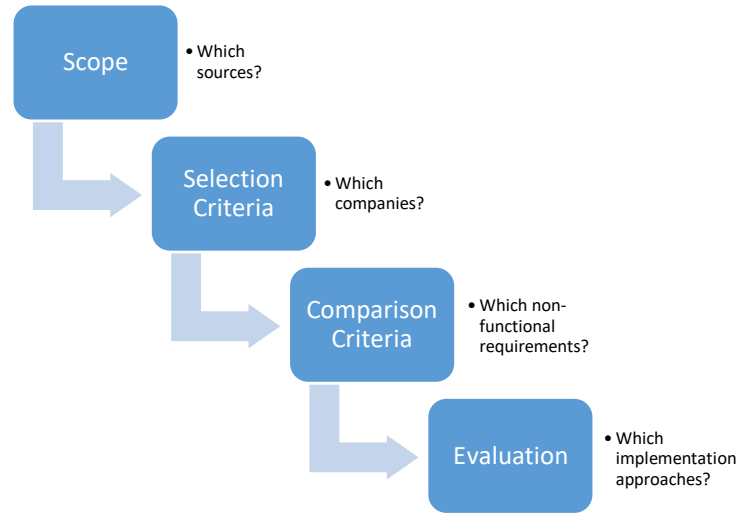 Scope
• Which
sources?
Selection
Criteria
• Which
companies?
Comparison
Criteria
• Which non-
functional
requirements?
Evaluation
• Which
implementation
approaches?